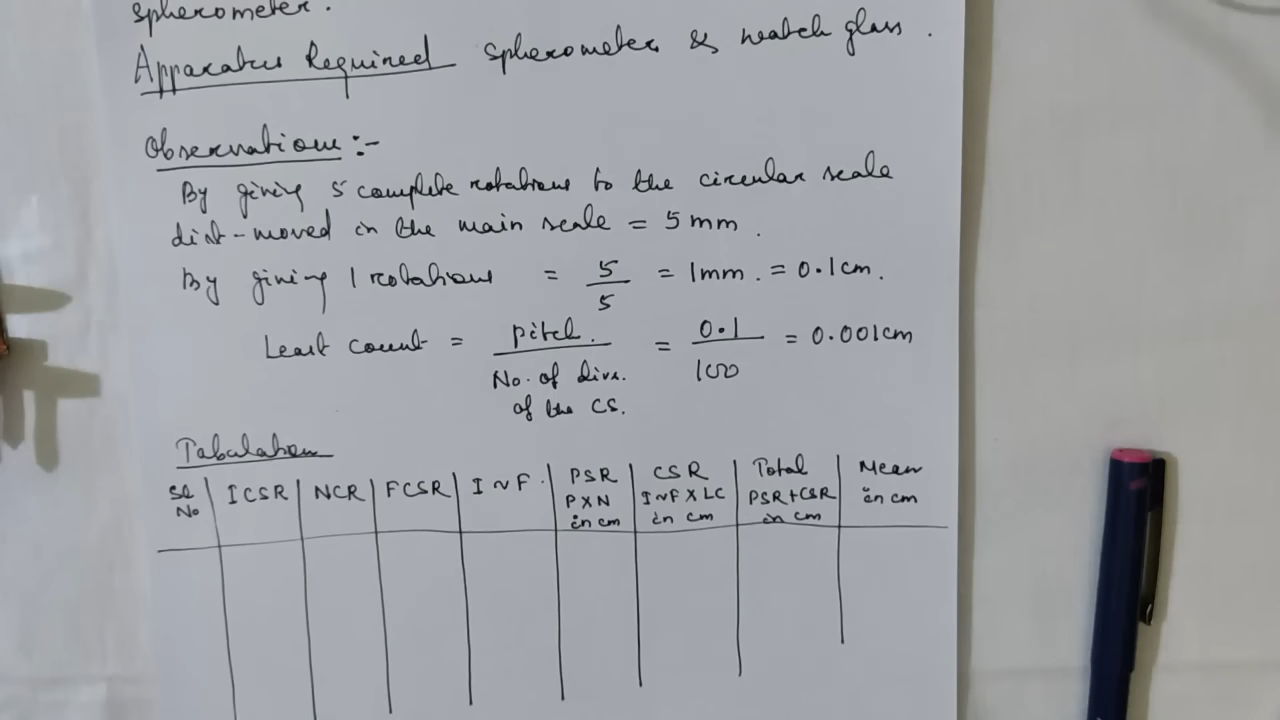 spherometer.
Apparatus Required spherometer & watch glass.
Observations :-
By giving 5 complete rotations to the circular scale
dist-moved in the main scale = 5 mm.
By giving 1 rotations = 5/5 = 1mm. = 0.1cm.
Least count = Pitch./No. of divs. of the CS. = 0.1/100 = 0.001cm
Tabulation
Sl No | ICSR | NCR | FCSR | I ~ F. | PSR P X N in cm | CSR I~F X LC in cm | Total PSR + CSR in cm | Mean in cm